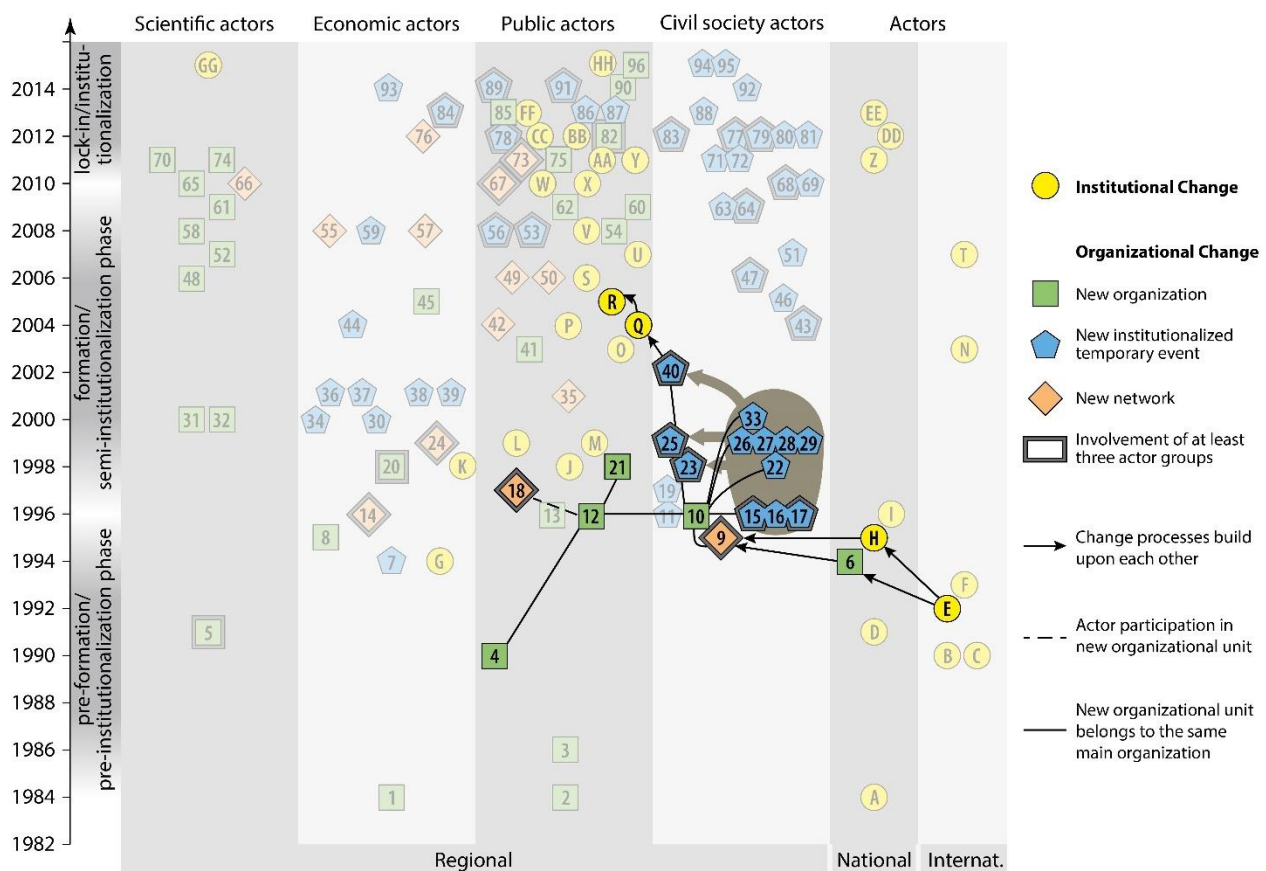 Scientific actors Economic actors Public actors Civil society actors Actors
lock-in/institu-
tionalization
formation/
semi-institutionalization phase
pre-formation/
pre-institutionalization phase
GG HH 96 94 95
2014 93 89 91 90 92
84 85 FF 86 87 88 EE
2012 76 78 CC BB 82 83 77 79 80 81 DD
70 74 73 75 AA Y 71 72 Z
2010 65 66 67 W X 68 69
61 62 60 63 64
2008 58 55 59 57 56 53 V 54
52 U 51 T
2006 48 49 50 S 47
45 R 46
2004 44 42 P Q 43
41 O N
2002 40
36 37 38 39 35
2000 31 32 34 30 33
24 L M 25 26 27 28 29
1998 20 K J 21 23 22
18 19
1996 14 13 12 11 10 15 16 17 I
8 9 H
1994 7 G 6
F
1992 E
5 D
1990 4 B C
1988
1986 3
1984 1 2 A
1982
Regional National Internat.
Institutional Change
Organizational Change
New organization
New institutionalized
temporary event
New network
Involvement of at least
three actor groups
Change processes build
upon each other
Actor participation in
new organizational unit
New organizational unit
belongs to the same
main organization